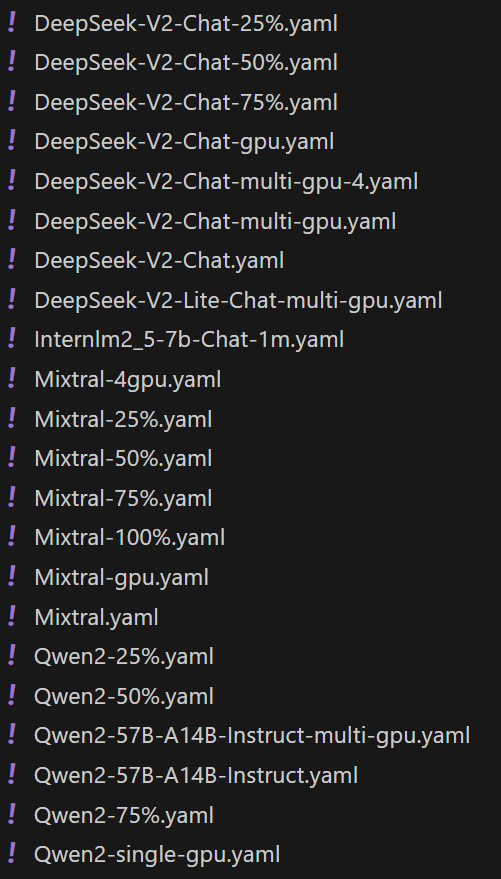 ! DeepSeek-V2-Chat-25%.yaml
! DeepSeek-V2-Chat-50%.yaml
! DeepSeek-V2-Chat-75%.yaml
! DeepSeek-V2-Chat-gpu.yaml
! DeepSeek-V2-Chat-multi-gpu-4.yaml
! DeepSeek-V2-Chat-multi-gpu.yaml
! DeepSeek-V2-Chat.yaml
! DeepSeek-V2-Lite-Chat-multi-gpu.yaml
! Internlm2_5-7b-Chat-1m.yaml
! Mixtral-4gpu.yaml
! Mixtral-25%.yaml
! Mixtral-50%.yaml
! Mixtral-75%.yaml
! Mixtral-100%.yaml
! Mixtral-gpu.yaml
! Mixtral.yaml
! Qwen2-25%.yaml
! Qwen2-50%.yaml
! Qwen2-57B-A14B-Instruct-multi-gpu.yaml
! Qwen2-57B-A14B-Instruct.yaml
! Qwen2-75%.yaml
! Qwen2-single-gpu.yaml